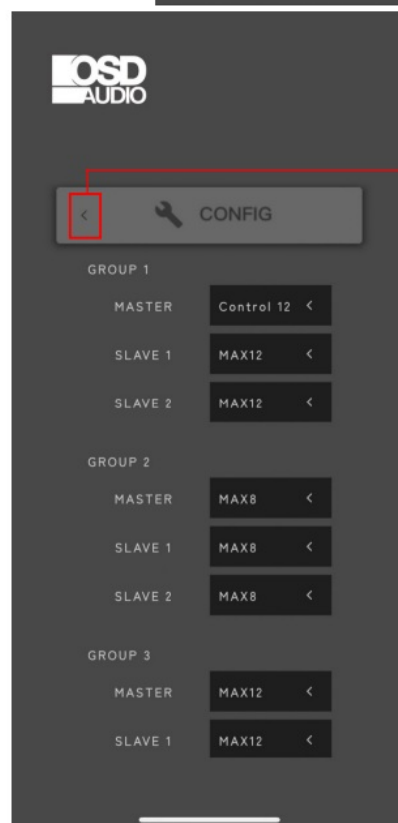 OSD
AUDIO
< CONFIG
GROUP 1
MASTER Control 12 <
SLAVE 1 MAX12 <
SLAVE 2 MAX12 <
GROUP 2
MASTER MAX8 <
SLAVE 1 MAX8 <
SLAVE 2 MAX8 <
GROUP 3
MASTER MAX12 <
SLAVE 1 MAX12 <